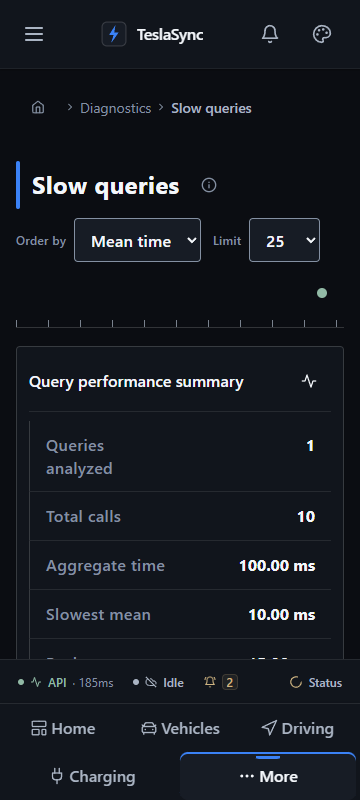 TeslaSync
Diagnostics
Slow queries
Slow queries
Order by
Mean time
Limit
25
Query performance summary
Queries analyzed
1
Total calls
10
Aggregate time
100.00 ms
Slowest mean
10.00 ms
API · 185ms
Idle
2
Status
Home
Vehicles
Driving
Charging
More